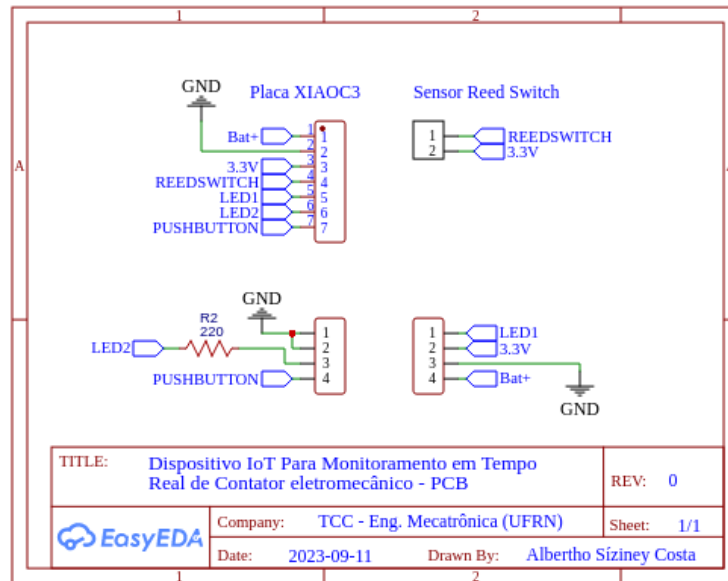 1 2
A
GND
Placa XIAOC3
Sensor Reed Switch
Bat+ 1 1
2 2
3.3V 3 3
REEDSWITCH 4 4
LED1 5 5
LED2 6 6
PUSHBUTTON 7 7
1 REEDSWITCH
2 3.3V
GND
R2
220
LED2
1
2
3
PUSHBUTTON 4
1 LED1
2 3.3V
3
4 Bat+
GND
TITLE: Dispositivo IoT Para Monitoramento em Tempo
Real de Contator eletromecânico - PCB
REV: 0
EasyEDA
Company: TCC - Eng. Mecatrônica (UFRN)
Sheet: 1/1
Date: 2023-09-11
Drawn By: Albertho Síziney Costa
1 2